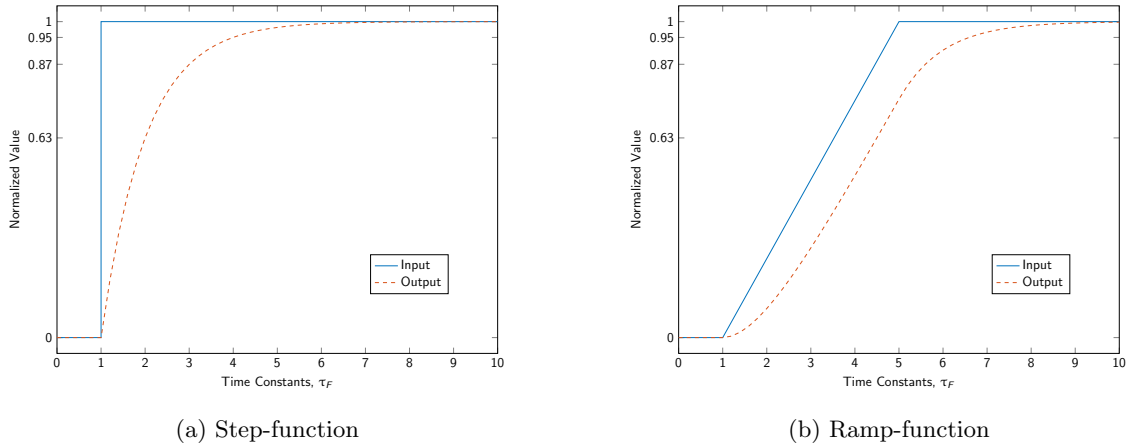 1
0.95
0.87
0.63
0
Normalized Value
0 1 2 3 4 5 6 7 8 9 10
Time Constants, τF
Input
Output
(a) Step-function
1
0.95
0.87
0.63
0
Normalized Value
0 1 2 3 4 5 6 7 8 9 10
Time Constants, τF
Input
Output
(b) Ramp-function